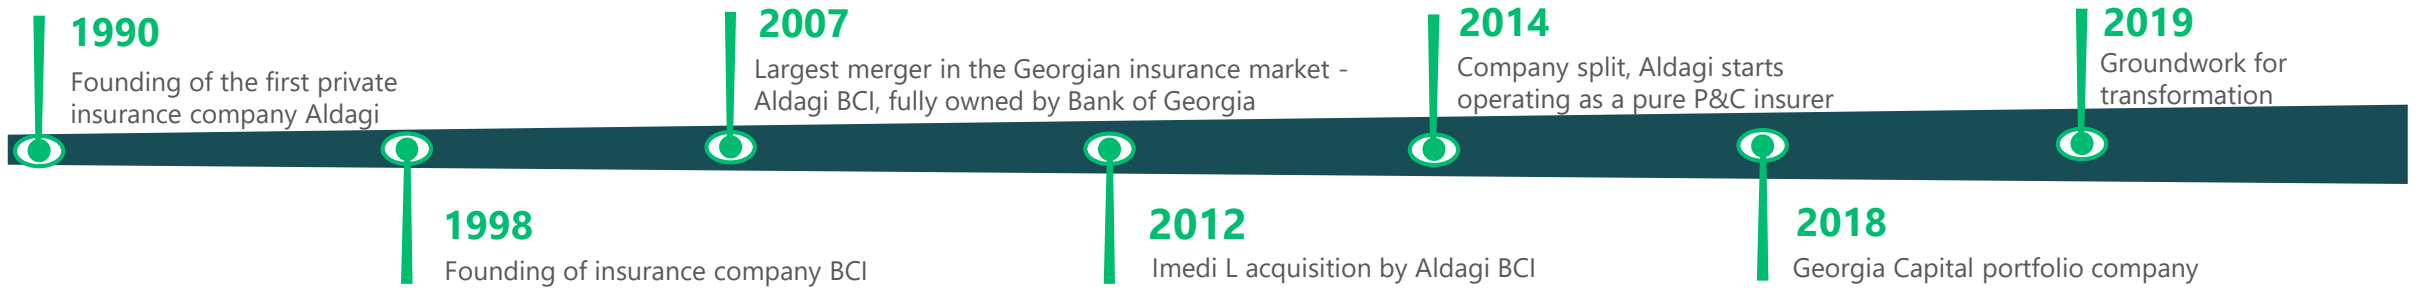 1990
Founding of the first private
insurance company Aldagi
1998
Founding of insurance company BCI
2007
Largest merger in the Georgian insurance market -
Aldagi BCI, fully owned by Bank of Georgia
2012
Imedi L acquisition by Aldagi BCI
2014
Company split, Aldagi starts
operating as a pure P&C insurer
2018
Georgia Capital portfolio company
2019
Groundwork for
transformation